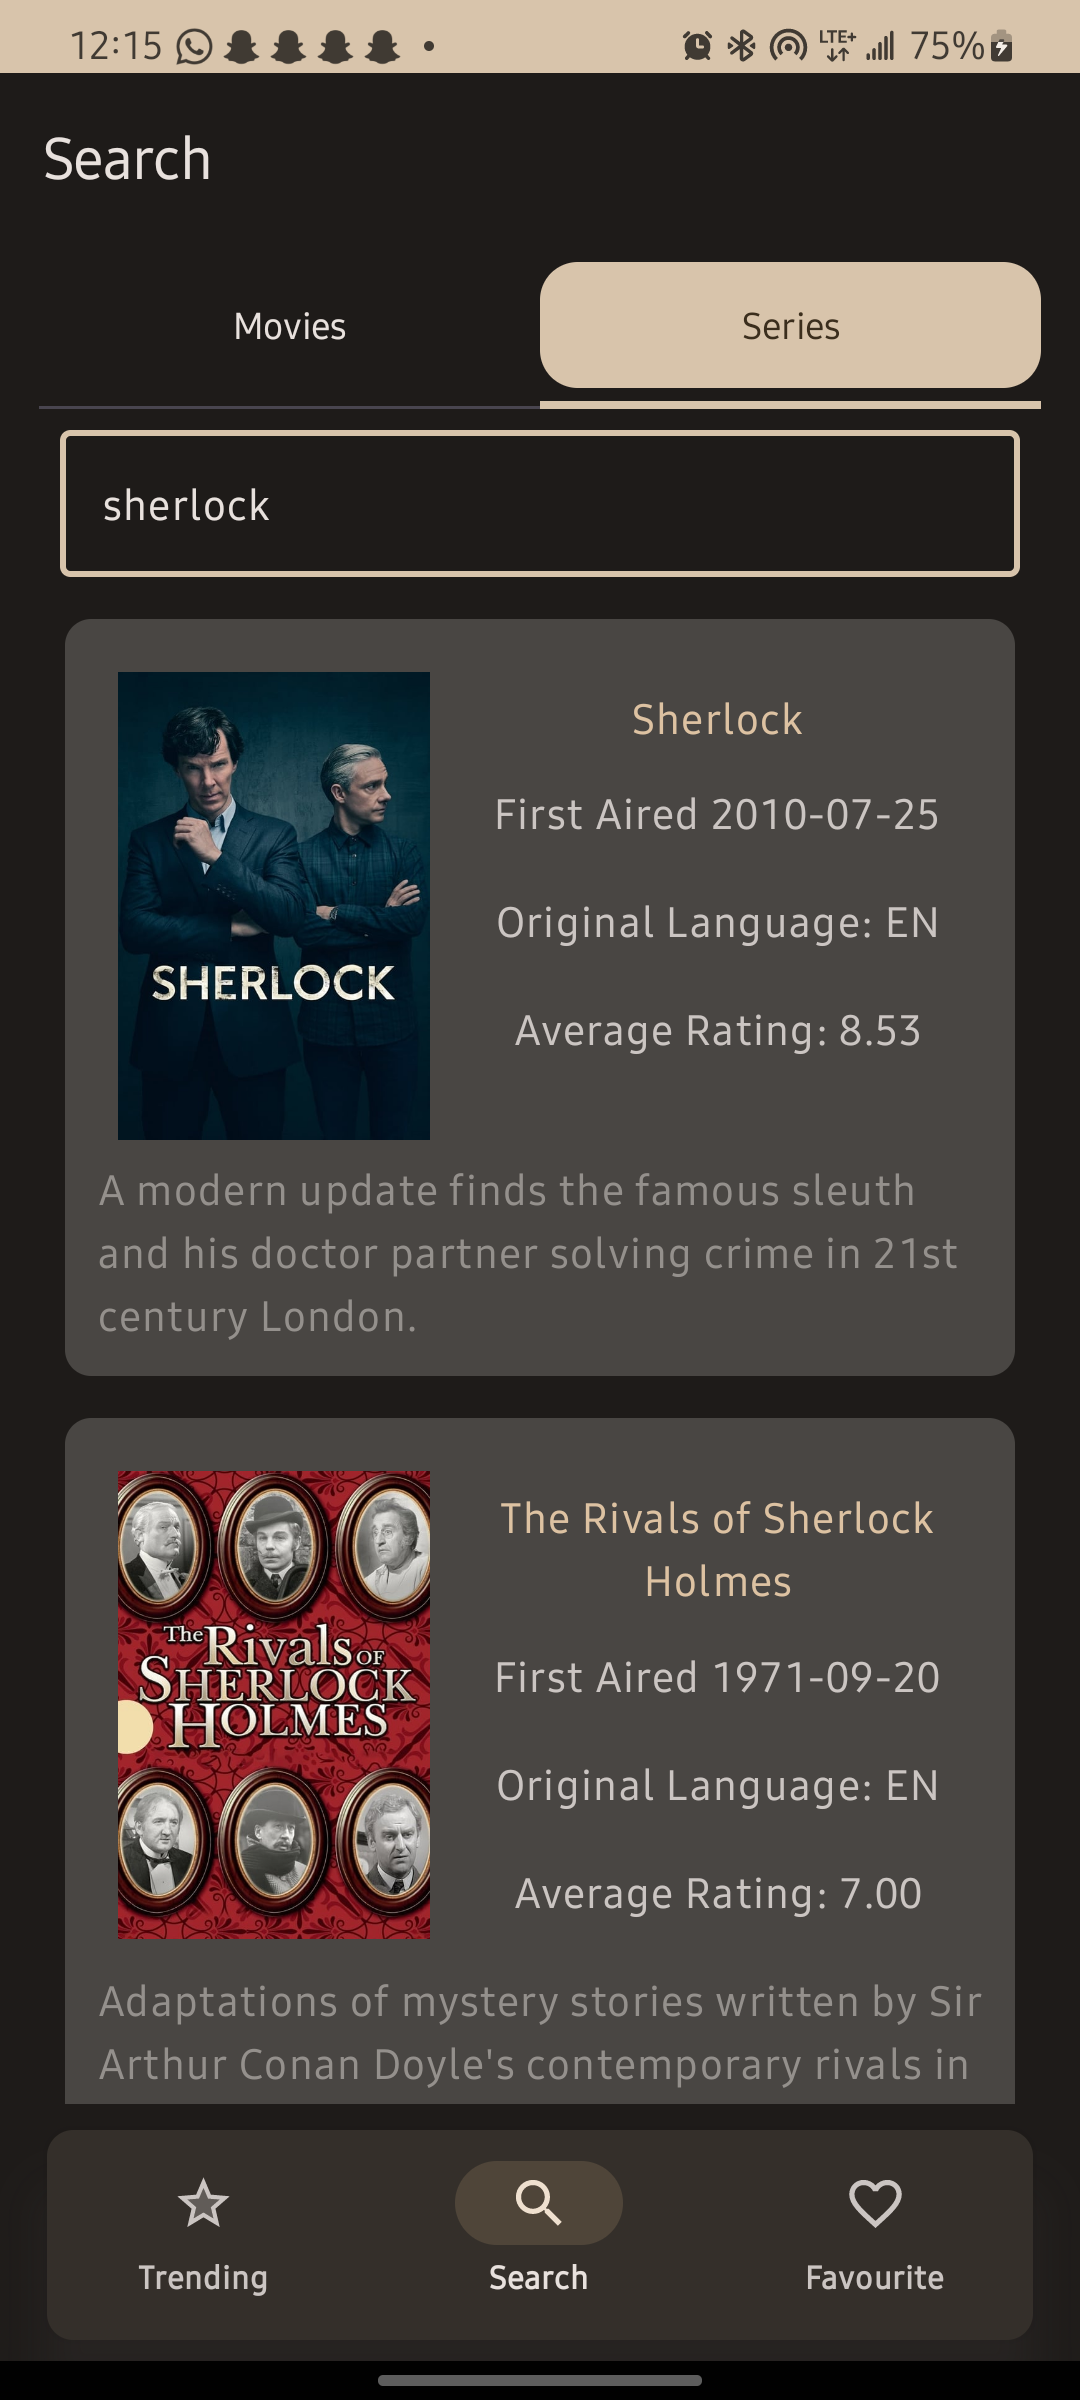 12:15
LTE+
75%
Search
Movies
Series
sherlock
SHERLOCK
Sherlock
First Aired 2010-07-25
Original Language: EN
Average Rating: 8.53
A modern update finds the famous sleuth
and his doctor partner solving crime in 21st
century London.
The Rivals OF
SHERLOCK
HOLMES
The Rivals of Sherlock
Holmes
First Aired 1971-09-20
Original Language: EN
Average Rating: 7.00
Adaptations of mystery stories written by Sir
Arthur Conan Doyle's contemporary rivals in
Trending
Search
Favourite